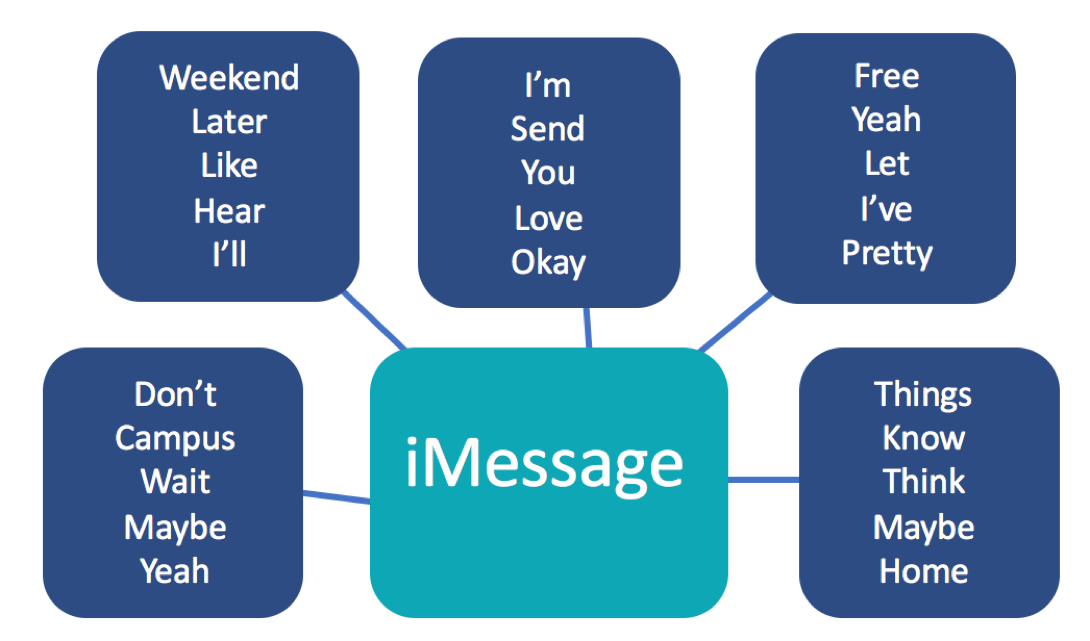 Weekend
Later
Like
Hear
I’ll
I’m
Send
You
Love
Okay
Free
Yeah
Let
I’ve
Pretty
Don’t
Campus
Wait
Maybe
Yeah
iMessage
Things
Know
Think
Maybe
Home